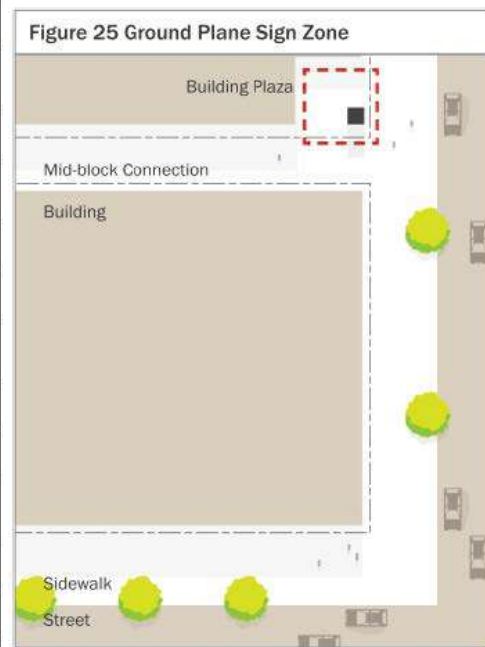 Figure 25 Ground Plane Sign Zone
Building Plaza
Mid-block Connection
Building
Sidewalk
Street